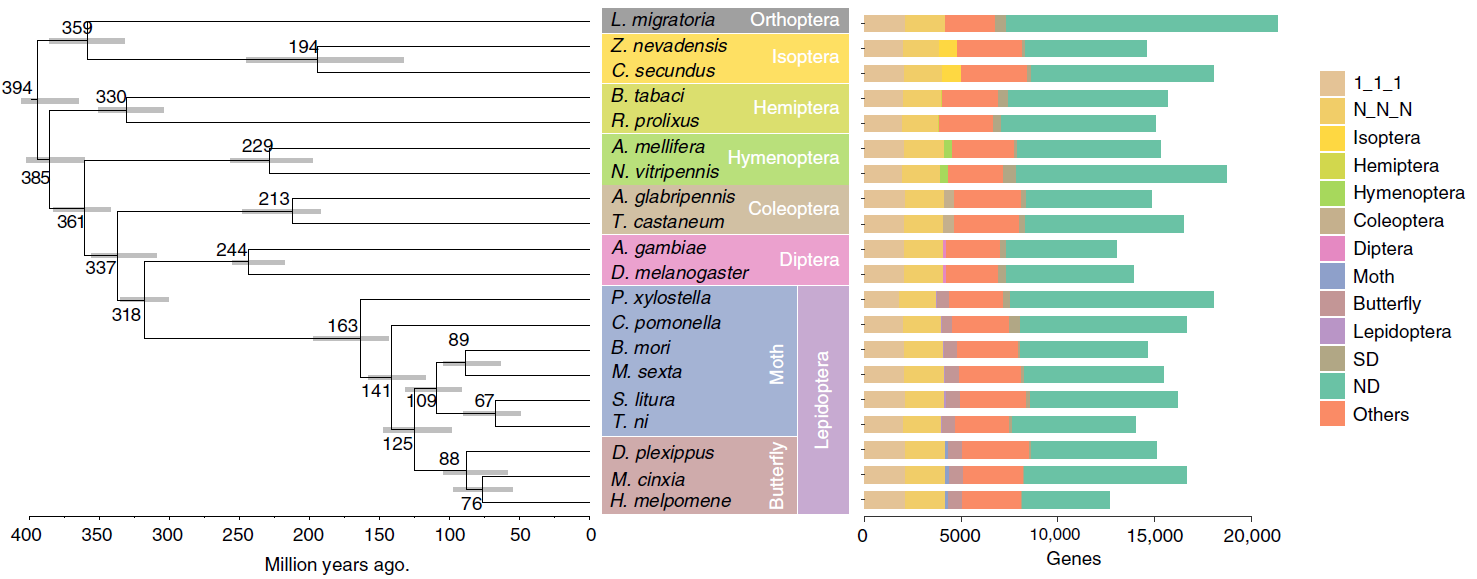 359
L. migratoria Orthoptera
194
Z. nevadensis
Isoptera
C. secundus
394
330
B. tabaci
Hemiptera
R. prolixus
229
A. mellifera
Hymenoptera
N. vitripennis
385
361
213
A. glabripennis
Coleoptera
T. castaneum
337
244
A. gambiae
Diptera
D. melanogaster
318
163
P. xylostella
C. pomonella
89
B. mori
M. sexta
141
109
67
S. litura
T. ni
Moth
Lepidoptera
125
88
D. plexippus
M. cinxia
76
H. melpomene
Butterfly
400 350 300 250 200 150 100 50 0
Million years ago.
0 5000 10,000 15,000 20,000
Genes
1_1_1
N_N_N
Isoptera
Hemiptera
Hymenoptera
Coleoptera
Diptera
Moth
Butterfly
Lepidoptera
SD
ND
Others